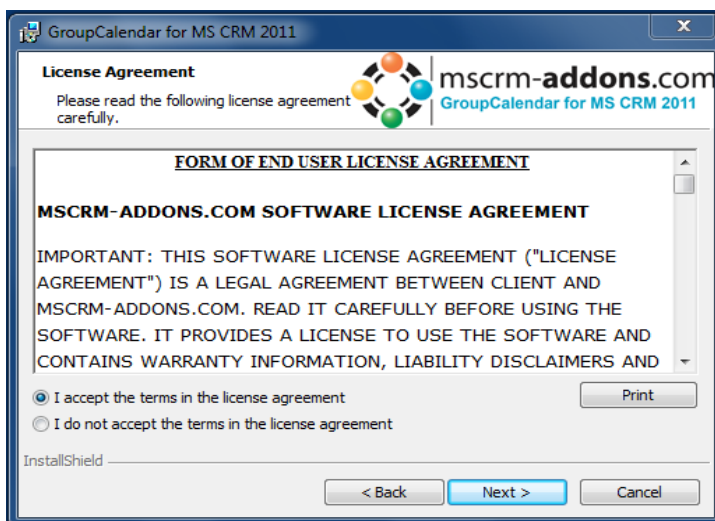 GroupCalendar for MS CRM 2011
License Agreement
Please read the following license agreement
carefully.
mscrm-addons.com
GroupCalendar for MS CRM 2011
FORM OF END USER LICENSE AGREEMENT
MSCRM-ADDONS.COM SOFTWARE LICENSE AGREEMENT
IMPORTANT: THIS SOFTWARE LICENSE AGREEMENT ("LICENSE
AGREEMENT") IS A LEGAL AGREEMENT BETWEEN CLIENT AND
MSCRM-ADDONS.COM. READ IT CAREFULLY BEFORE USING THE
SOFTWARE. IT PROVIDES A LICENSE TO USE THE SOFTWARE AND
CONTAINS WARRANTY INFORMATION, LIABILITY DISCLAIMERS AND
I accept the terms in the license agreement
Print
I do not accept the terms in the license agreement
InstallShield
< Back Next > Cancel